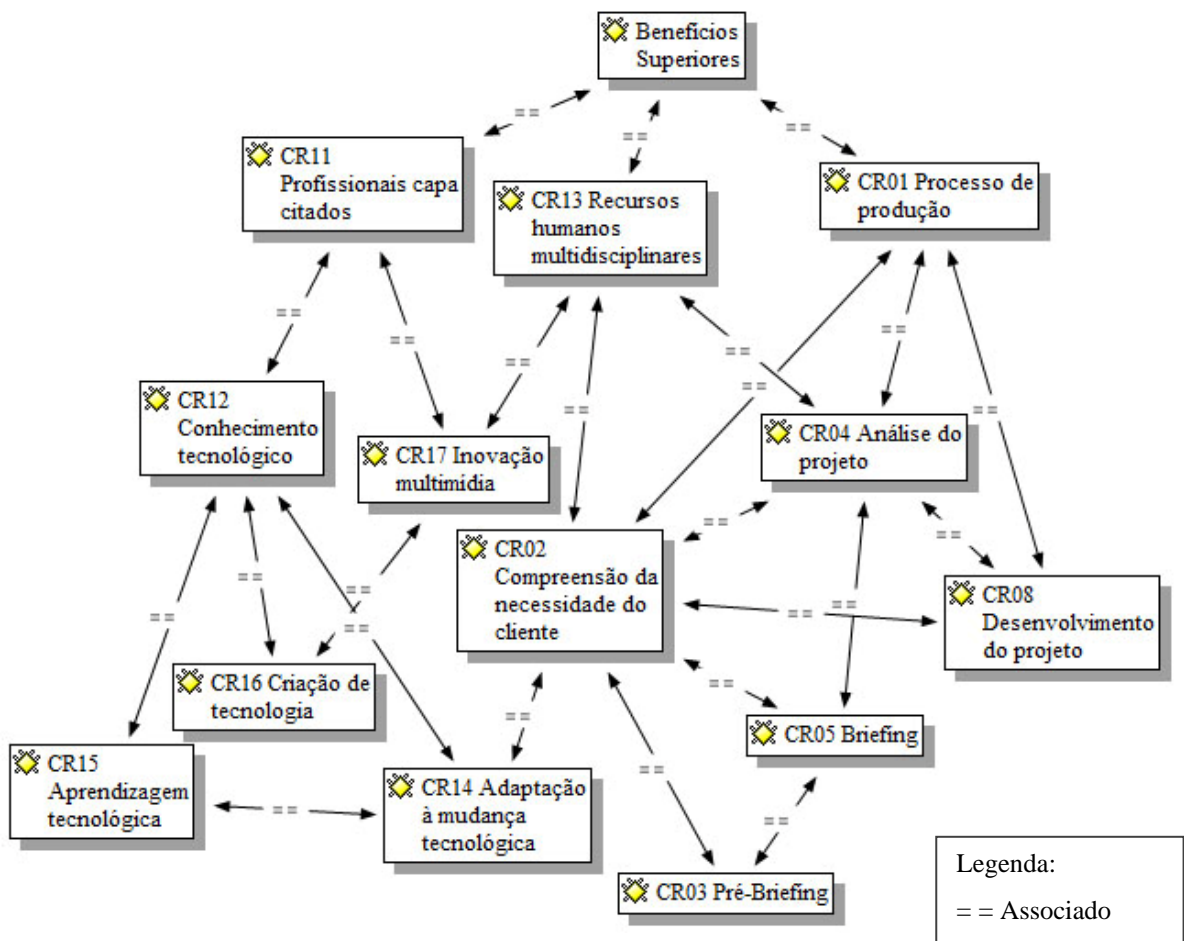 Benefícios
Superiores
==
==
==
CR11
Profissionais capa
citados
CR13 Recursos
humanos
multidisciplinares
CR01 Processo de
produção
==
==
==
==
==
==
==
==
CR12
Conhecimento
tecnológico
CR17 Inovação
multimídia
CR04 Análise do
projeto
==
==
CR02
Compreensão da
necessidade do
cliente
CR08
Desenvolvimento
do projeto
==
==
==
==
==
==
==
CR16 Criação de
tecnologia
==
==
CR05 Briefing
CR15
Aprendizagem
tecnológica
==
CR14 Adaptação
à mudança
tecnológica
==
==
CR03 Pré-Briefing
Legenda:
= = Associado